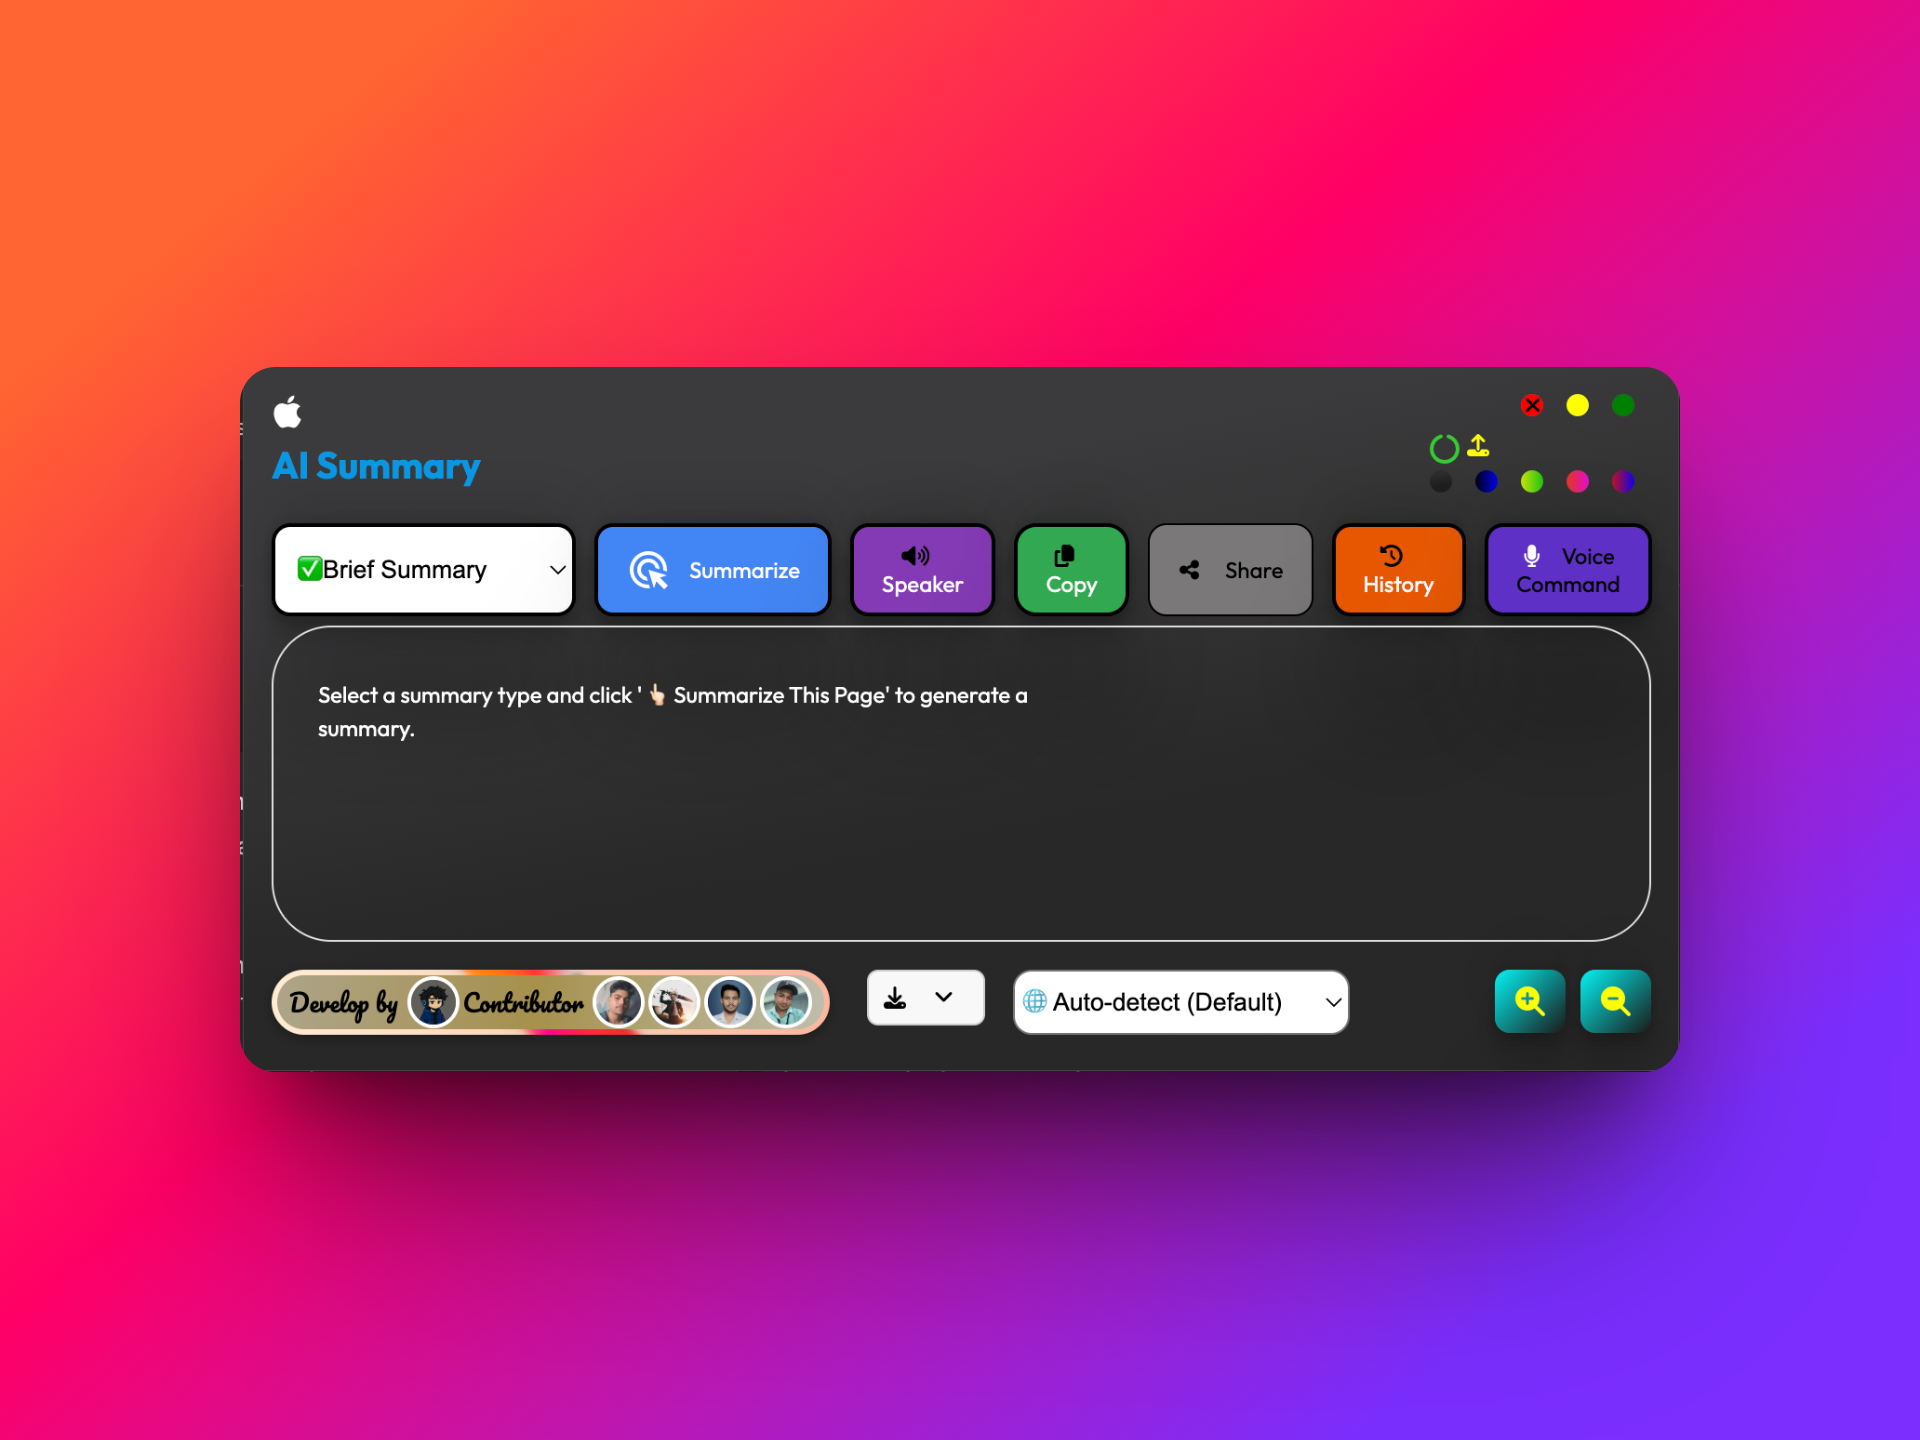 AI Summary
✅Brief Summary
Summarize
Speaker
Copy
Share
History
Voice
Command
Select a summary type and click '👆🏻 Summarize This Page' to generate a
summary.
Develop by
Contributor
🌐 Auto-detect (Default)